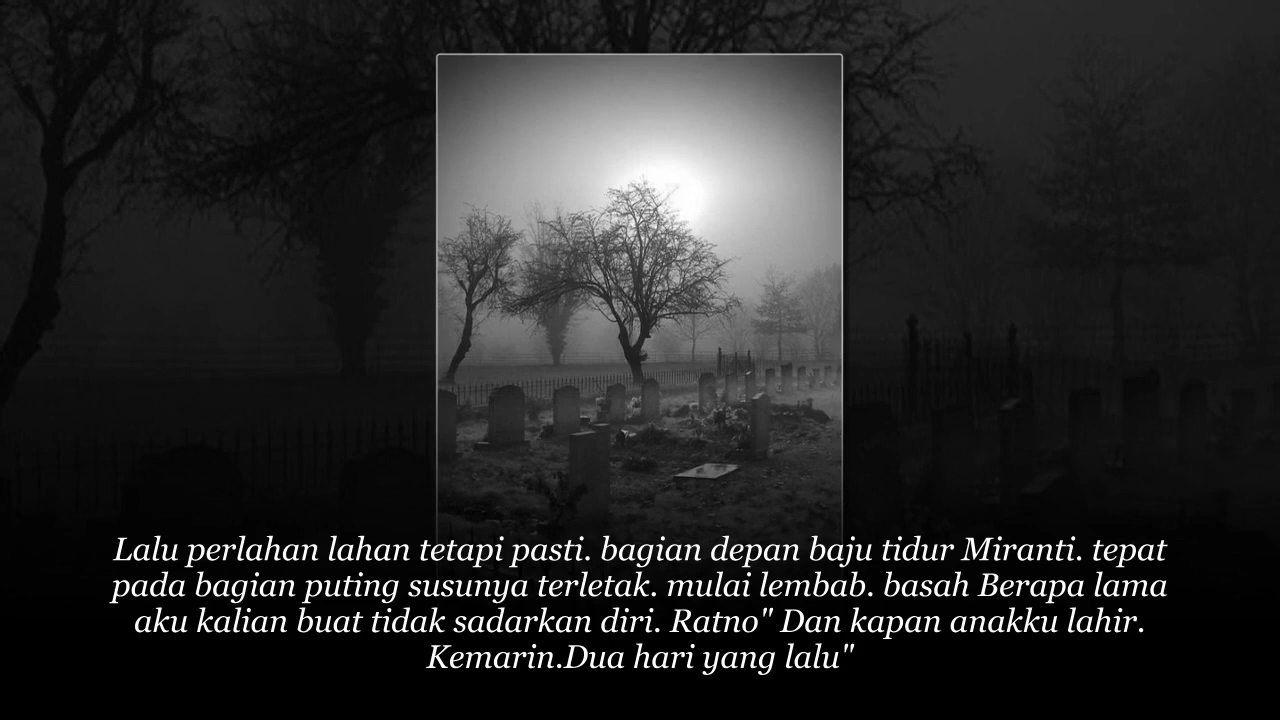 Lalu perlahan lahan tetapi pasti. bagian depan baju tidur Miranti. tepat
pada bagian puting susunya terletak. mulai lembab. basah Berapa lama
aku kalian buat tidak sadarkan diri. Ratno" Dan kapan anakku lahir.
Kemarin.Dua hari yang lalu"